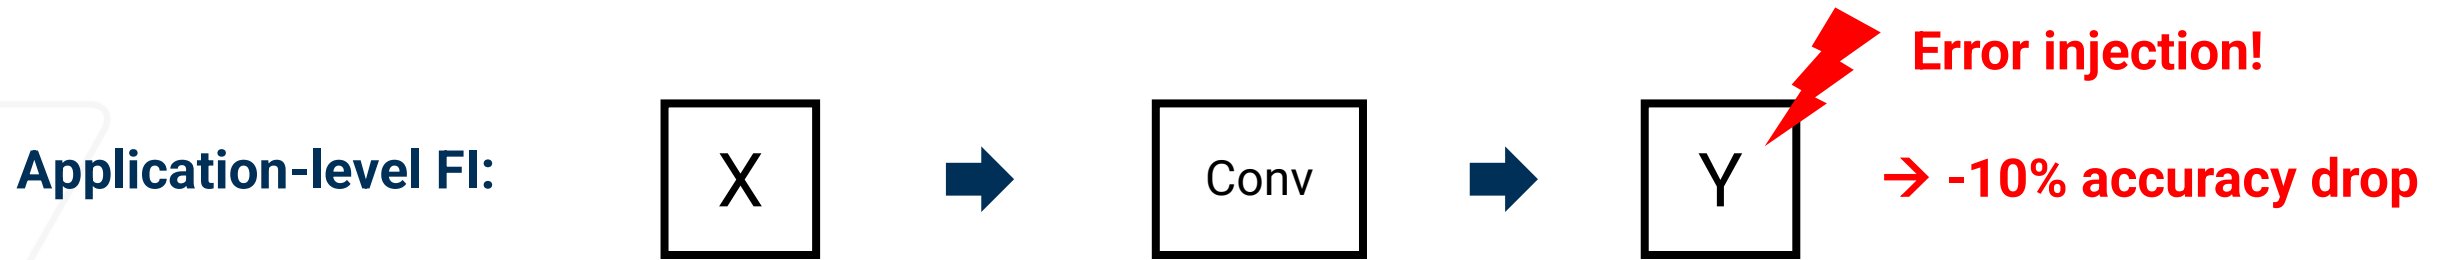 Error injection!
Application-level FI:
X
Conv
Y
→ -10% accuracy drop